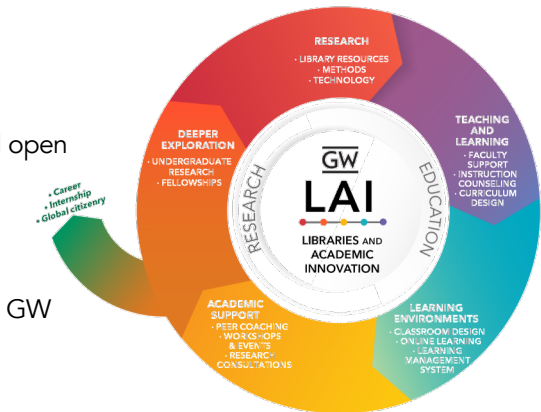 open
GW
RESEARCH
· LIBRARY RESOURCES
· METHODS
· TECHNOLOGY
TEACHING
AND
LEARNING
· FACULTY
SUPPORT
· INSTRUCTION
COUNSELING
· CURRICULUM
DESIGN
LEARNING
ENVIRONMENTS
· CLASSROOM DESIGN
· ONLINE LEARNING
· LEARNING
MANAGEMENT
SYSTEM
ACADEMIC
SUPPORT
· PEER COACHING
· WORKSHOPS
& EVENTS
· RESEARCH
CONSULTATIONS
DEEPER
EXPLORATION
· UNDERGRADUATE
RESEARCH
· FELLOWSHIPS
• Career
• Internship
• Global citizenry
RESEARCH
EDUCATION
GW
LAI
LIBRARIES AND
ACADEMIC
INNOVATION